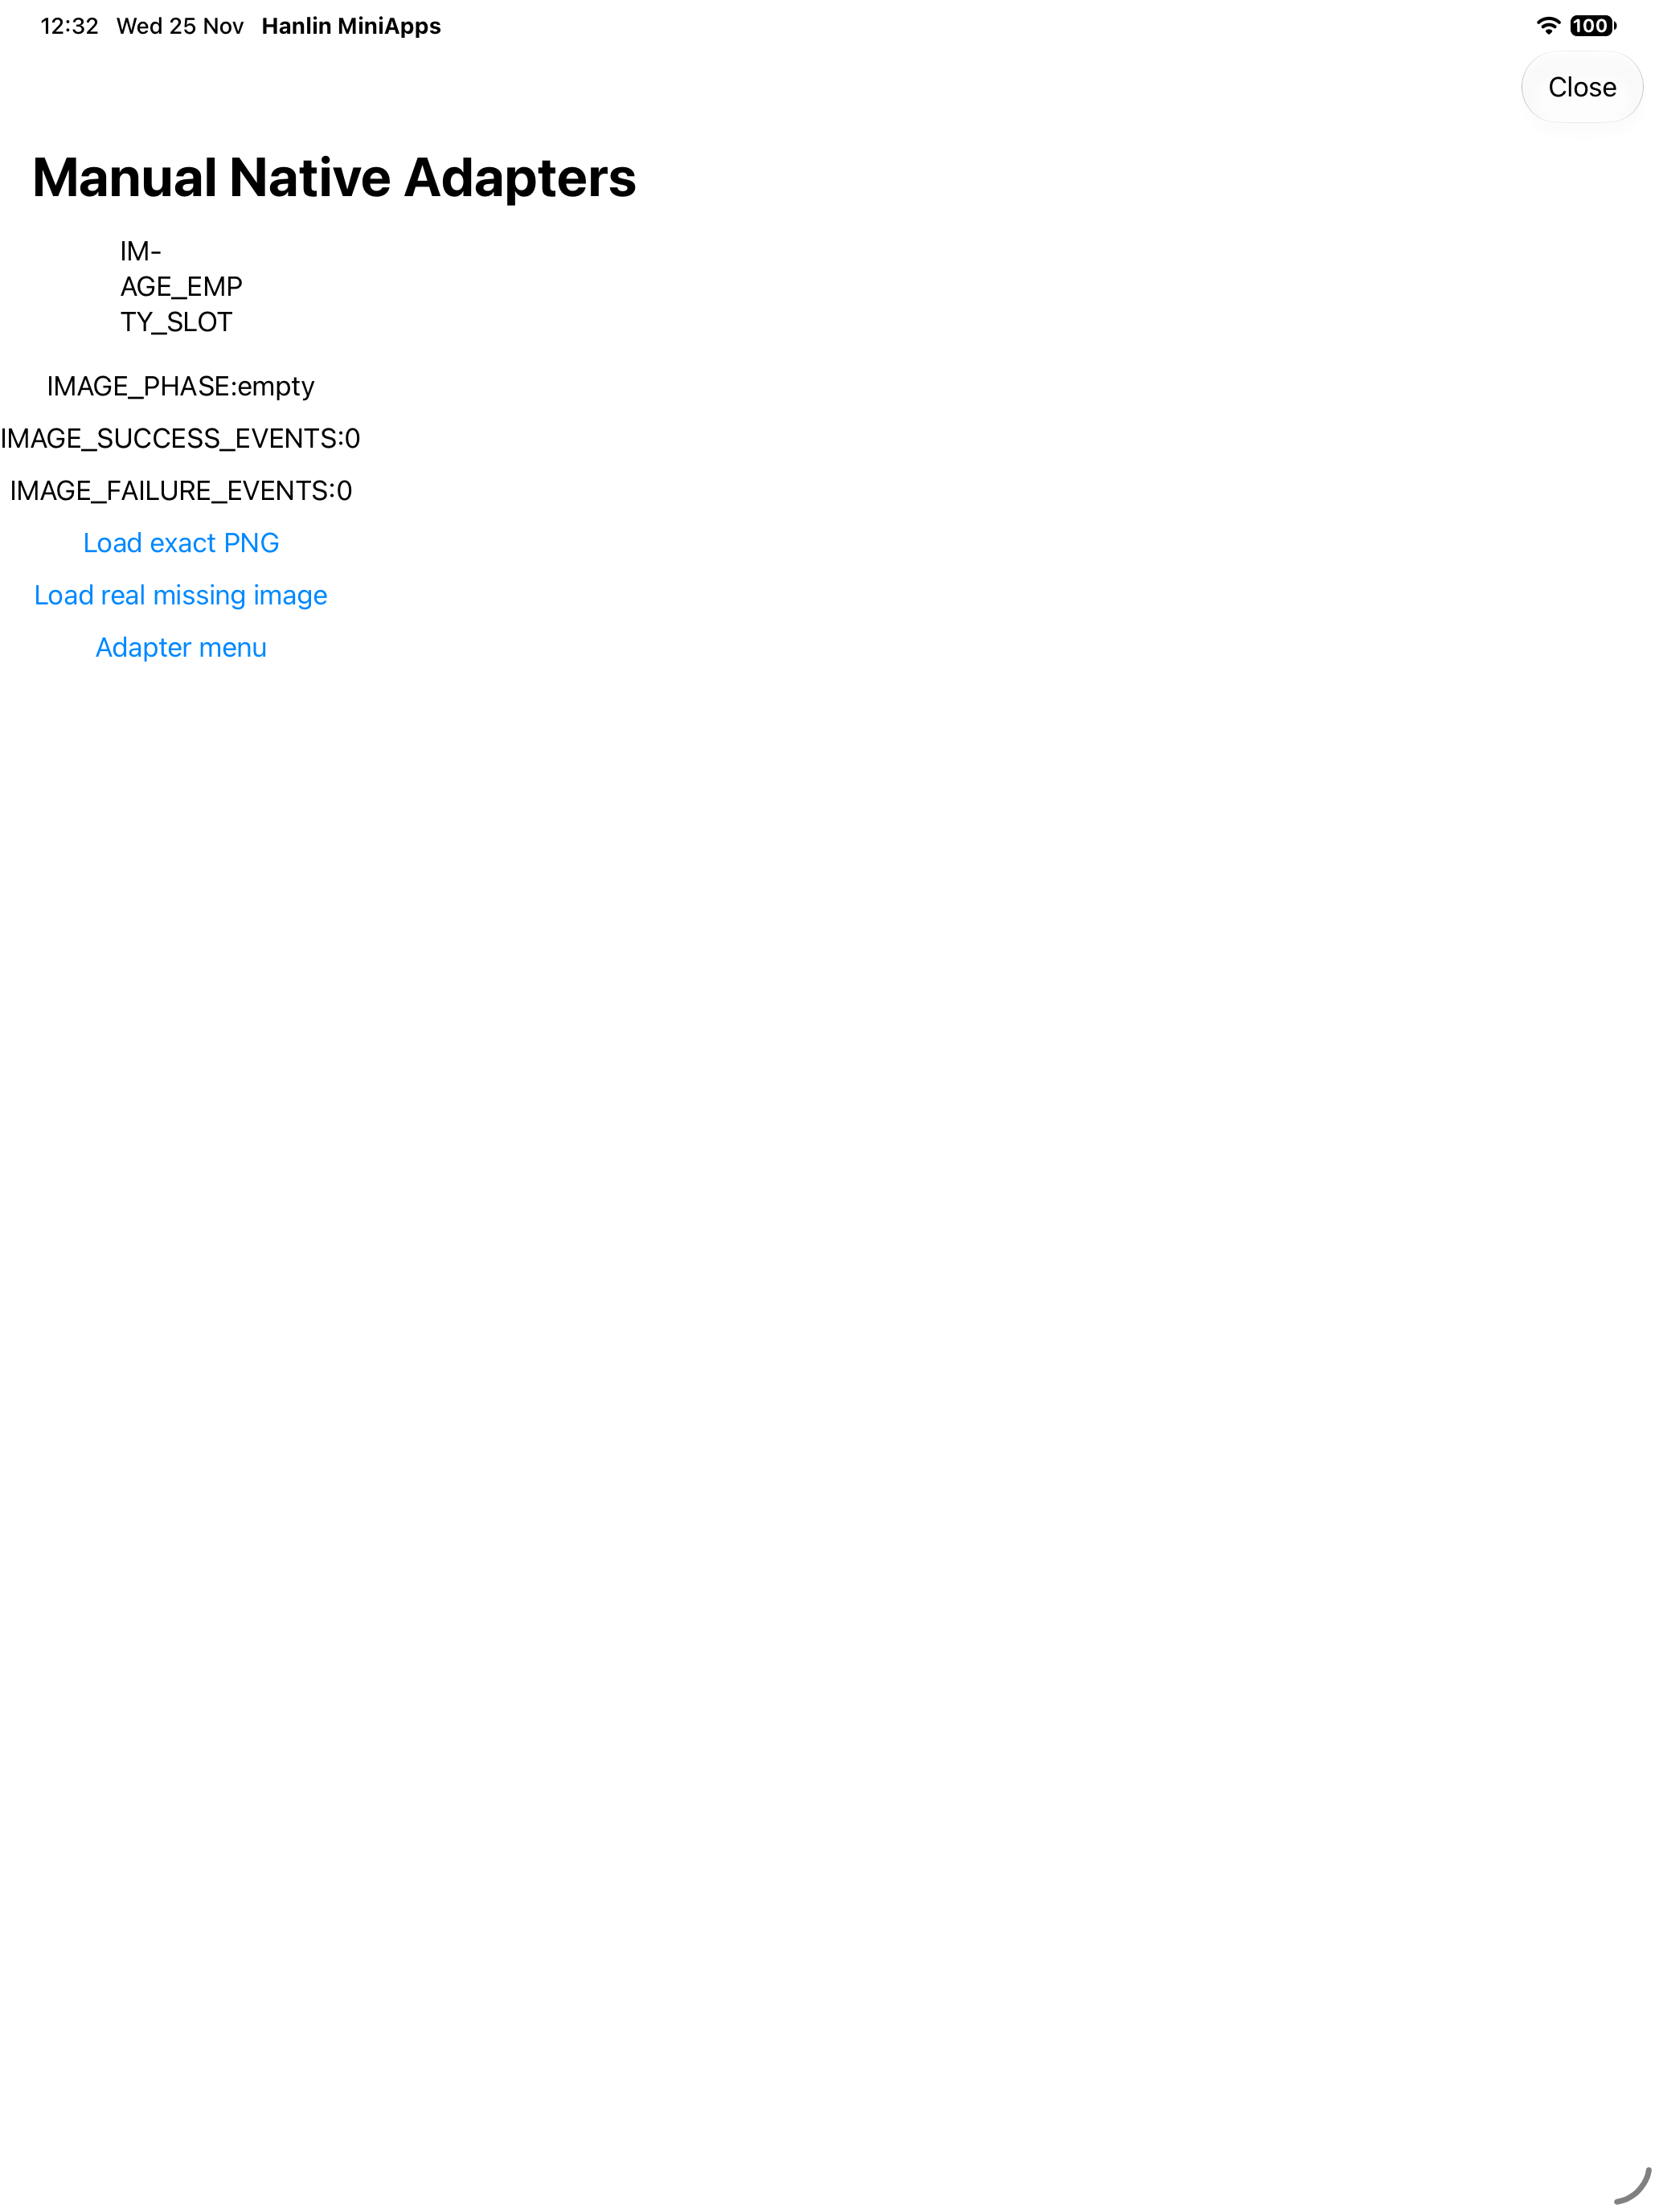 12:32 Wed 25 Nov Hanlin MiniApps 100
Close
Manual Native Adapters
IM-
AGE_EMP
TY_SLOT
IMAGE_PHASE:empty
IMAGE_SUCCESS_EVENTS:0
IMAGE_FAILURE_EVENTS:0
Load exact PNG
Load real missing image
Adapter menu